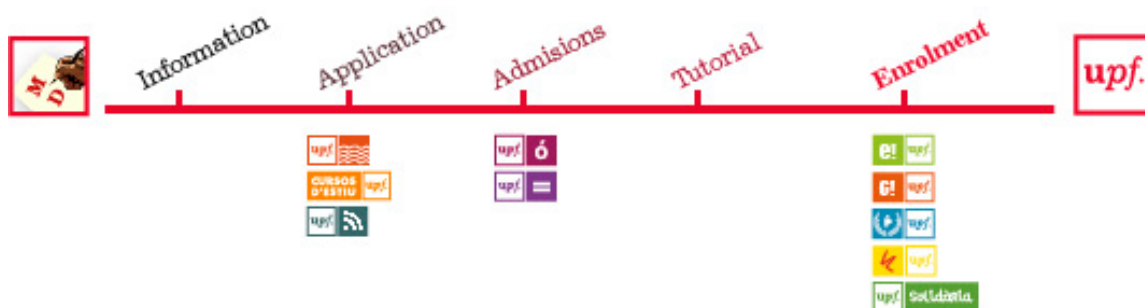 M
D
Information
Application
Admisions
Tutorial
Enrolment
upf.
upf.
CURSOS
D'ESTIU
upf.
upf.
upf. ó
upf. =
e! upf.
G! upf.
upf.
upf.
upf. Solidària